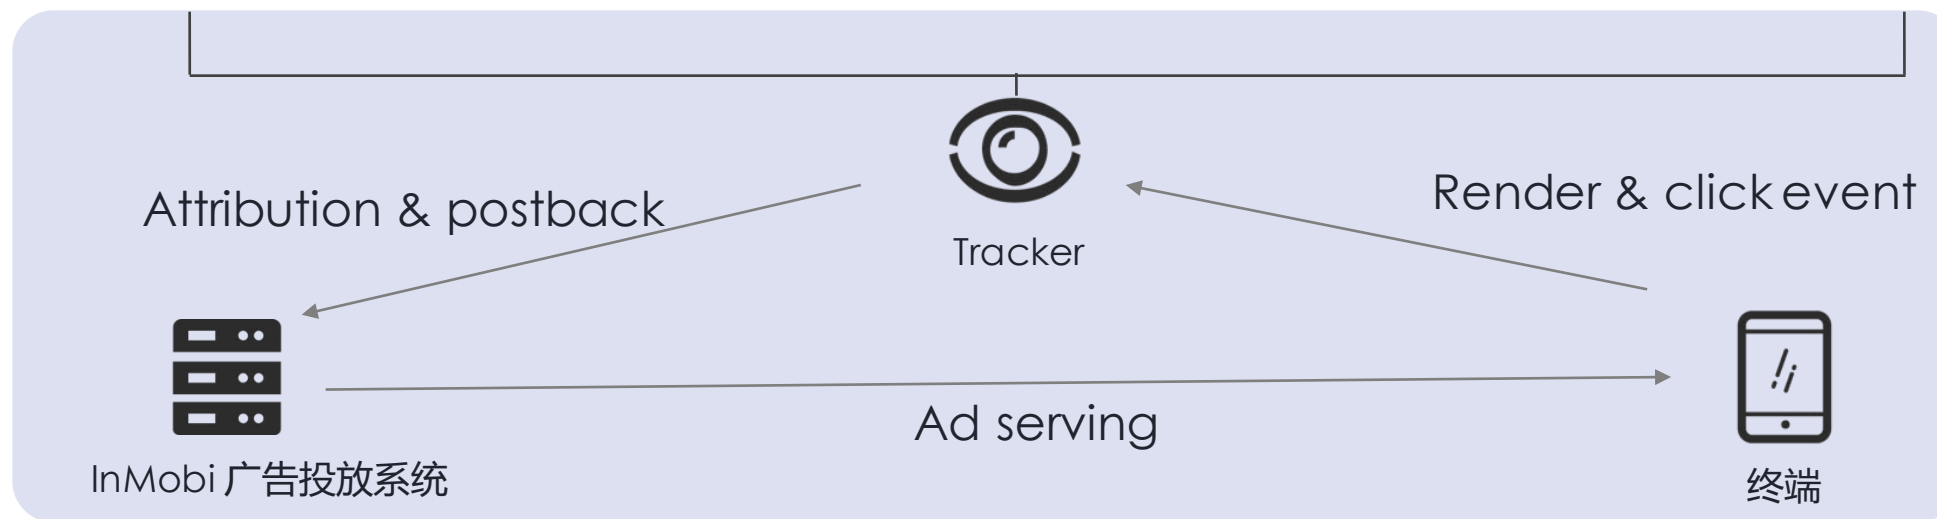 Attribution & postback
Render & click event
Tracker
Ad serving
InMobi 广告投放系统
终端